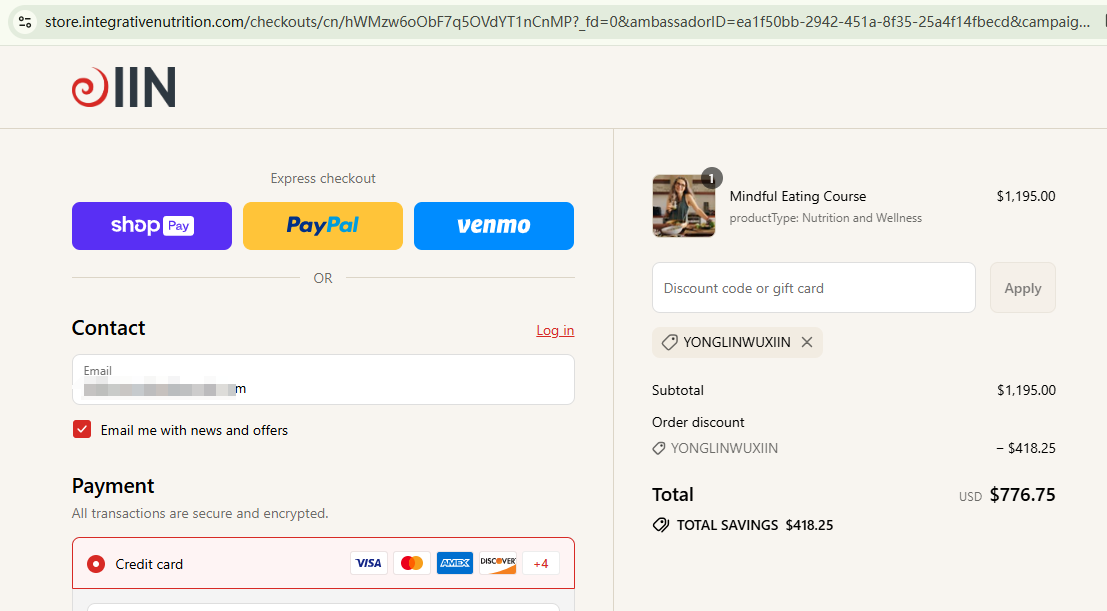 store.integrativenutrition.com/checkouts/cn/hWMzw6oObF7q5OVdYT1nCnMP?_fd=0&ambassadorID=ea1f50bb-2942-451a-8f35-25a4f14fbecd&campaig...
IIN
Express checkout
shop Pay
PayPal
venmo
OR
Contact
Log in
Email
m
Email me with news and offers
Payment
All transactions are secure and encrypted.
Credit card
VISA
AMEX
DISCOVER
+4
1
Mindful Eating Course
$1,195.00
productType: Nutrition and Wellness
Discount code or gift card
Apply
YONGLINWUXIIN
Subtotal
$1,195.00
Order discount
YONGLINWUXIIN
− $418.25
Total
USD $776.75
TOTAL SAVINGS $418.25